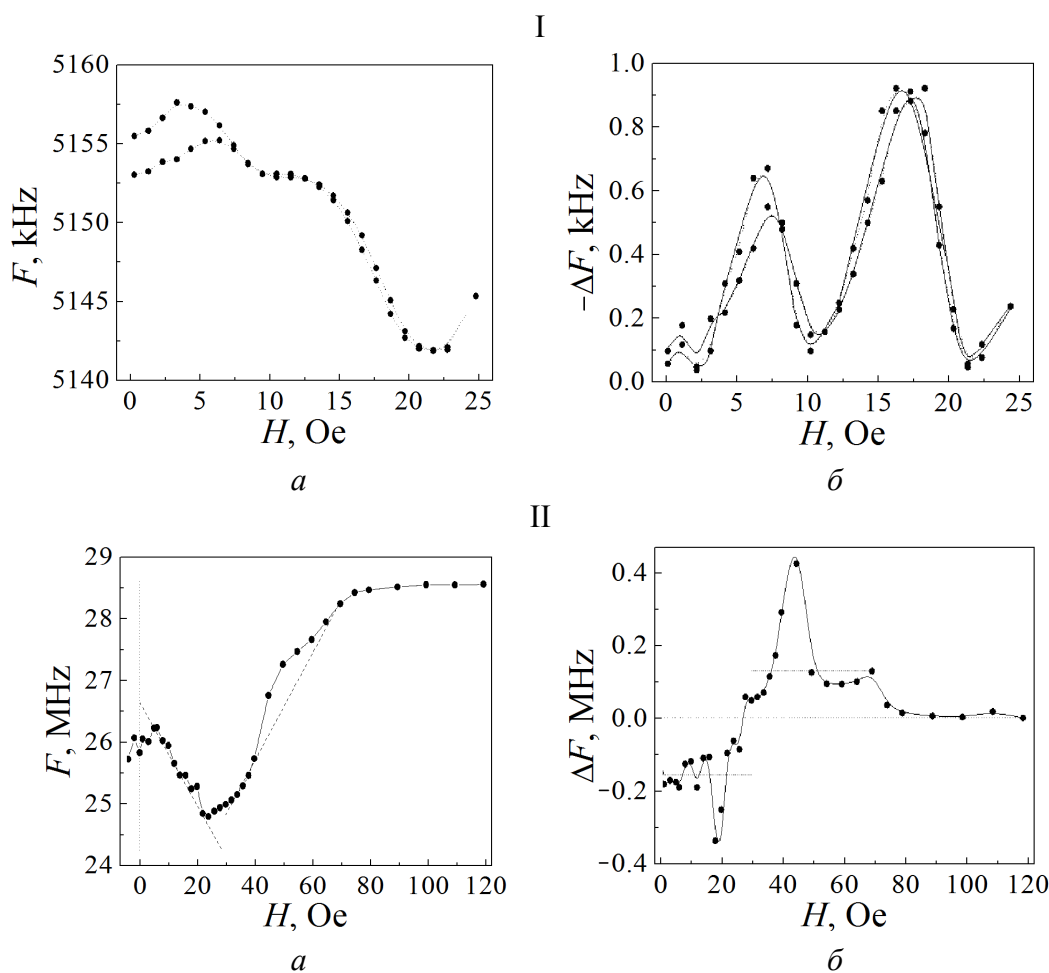 I
5160
5155
5150
5145
5140
F, kHz
0 5 10 15 20 25
H, Oe
а
1.0
0.8
0.6
0.4
0.2
0.0
−ΔF, kHz
0 5 10 15 20 25
H, Oe
б
II
29
28
27
26
25
24
F, MHz
0 20 40 60 80 100 120
H, Oe
а
0.4
0.2
0.0
−0.2
−0.4
ΔF, MHz
0 20 40 60 80 100 120
H, Oe
б